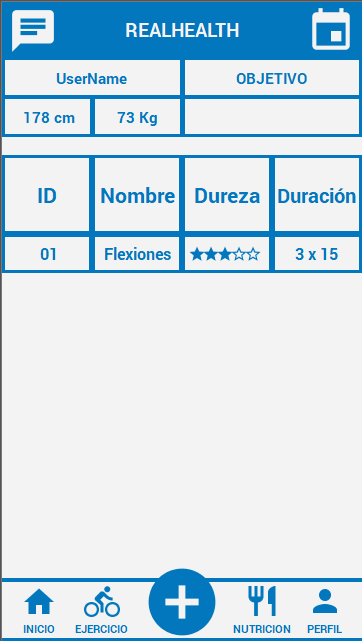 REALHEALTH
UserName OBJETIVO
178 cm 73 Kg
ID Nombre Dureza Duración
01 Flexiones 3 x 15
INICIO EJERCICIO NUTRICION PERFIL